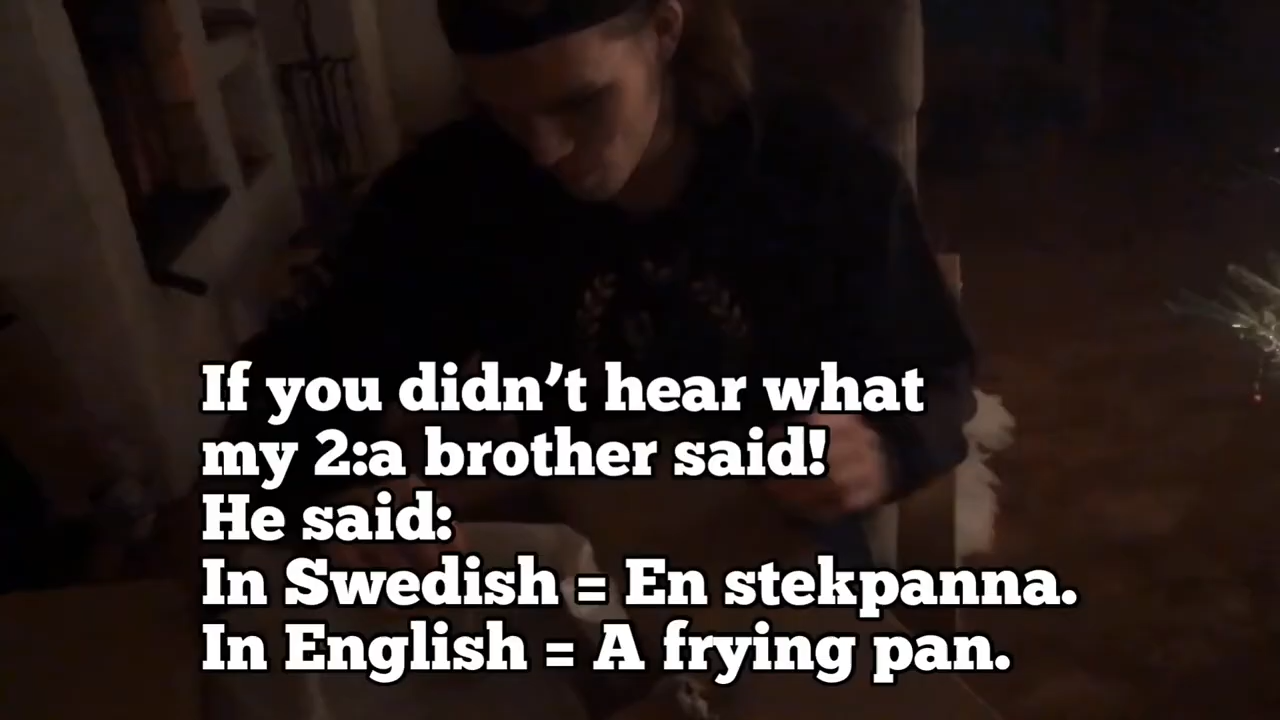 If you didn’t hear what
my 2:a brother said!
He said:
In Swedish = En stekpanna.
In English = A frying pan.